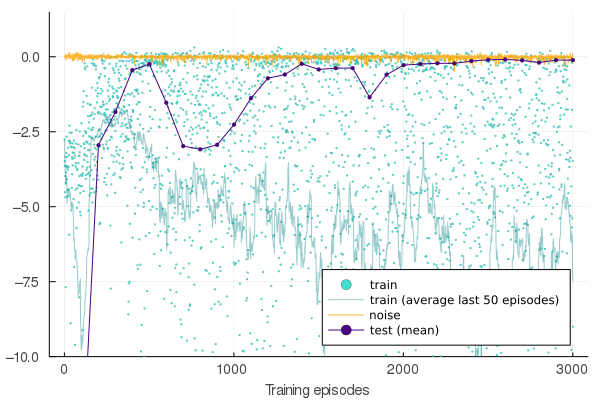 0.0
−2.5
−5.0
−7.5
−10.0
0
1000
2000
3000
Training episodes
train
train (average last 50 episodes)
noise
test (mean)